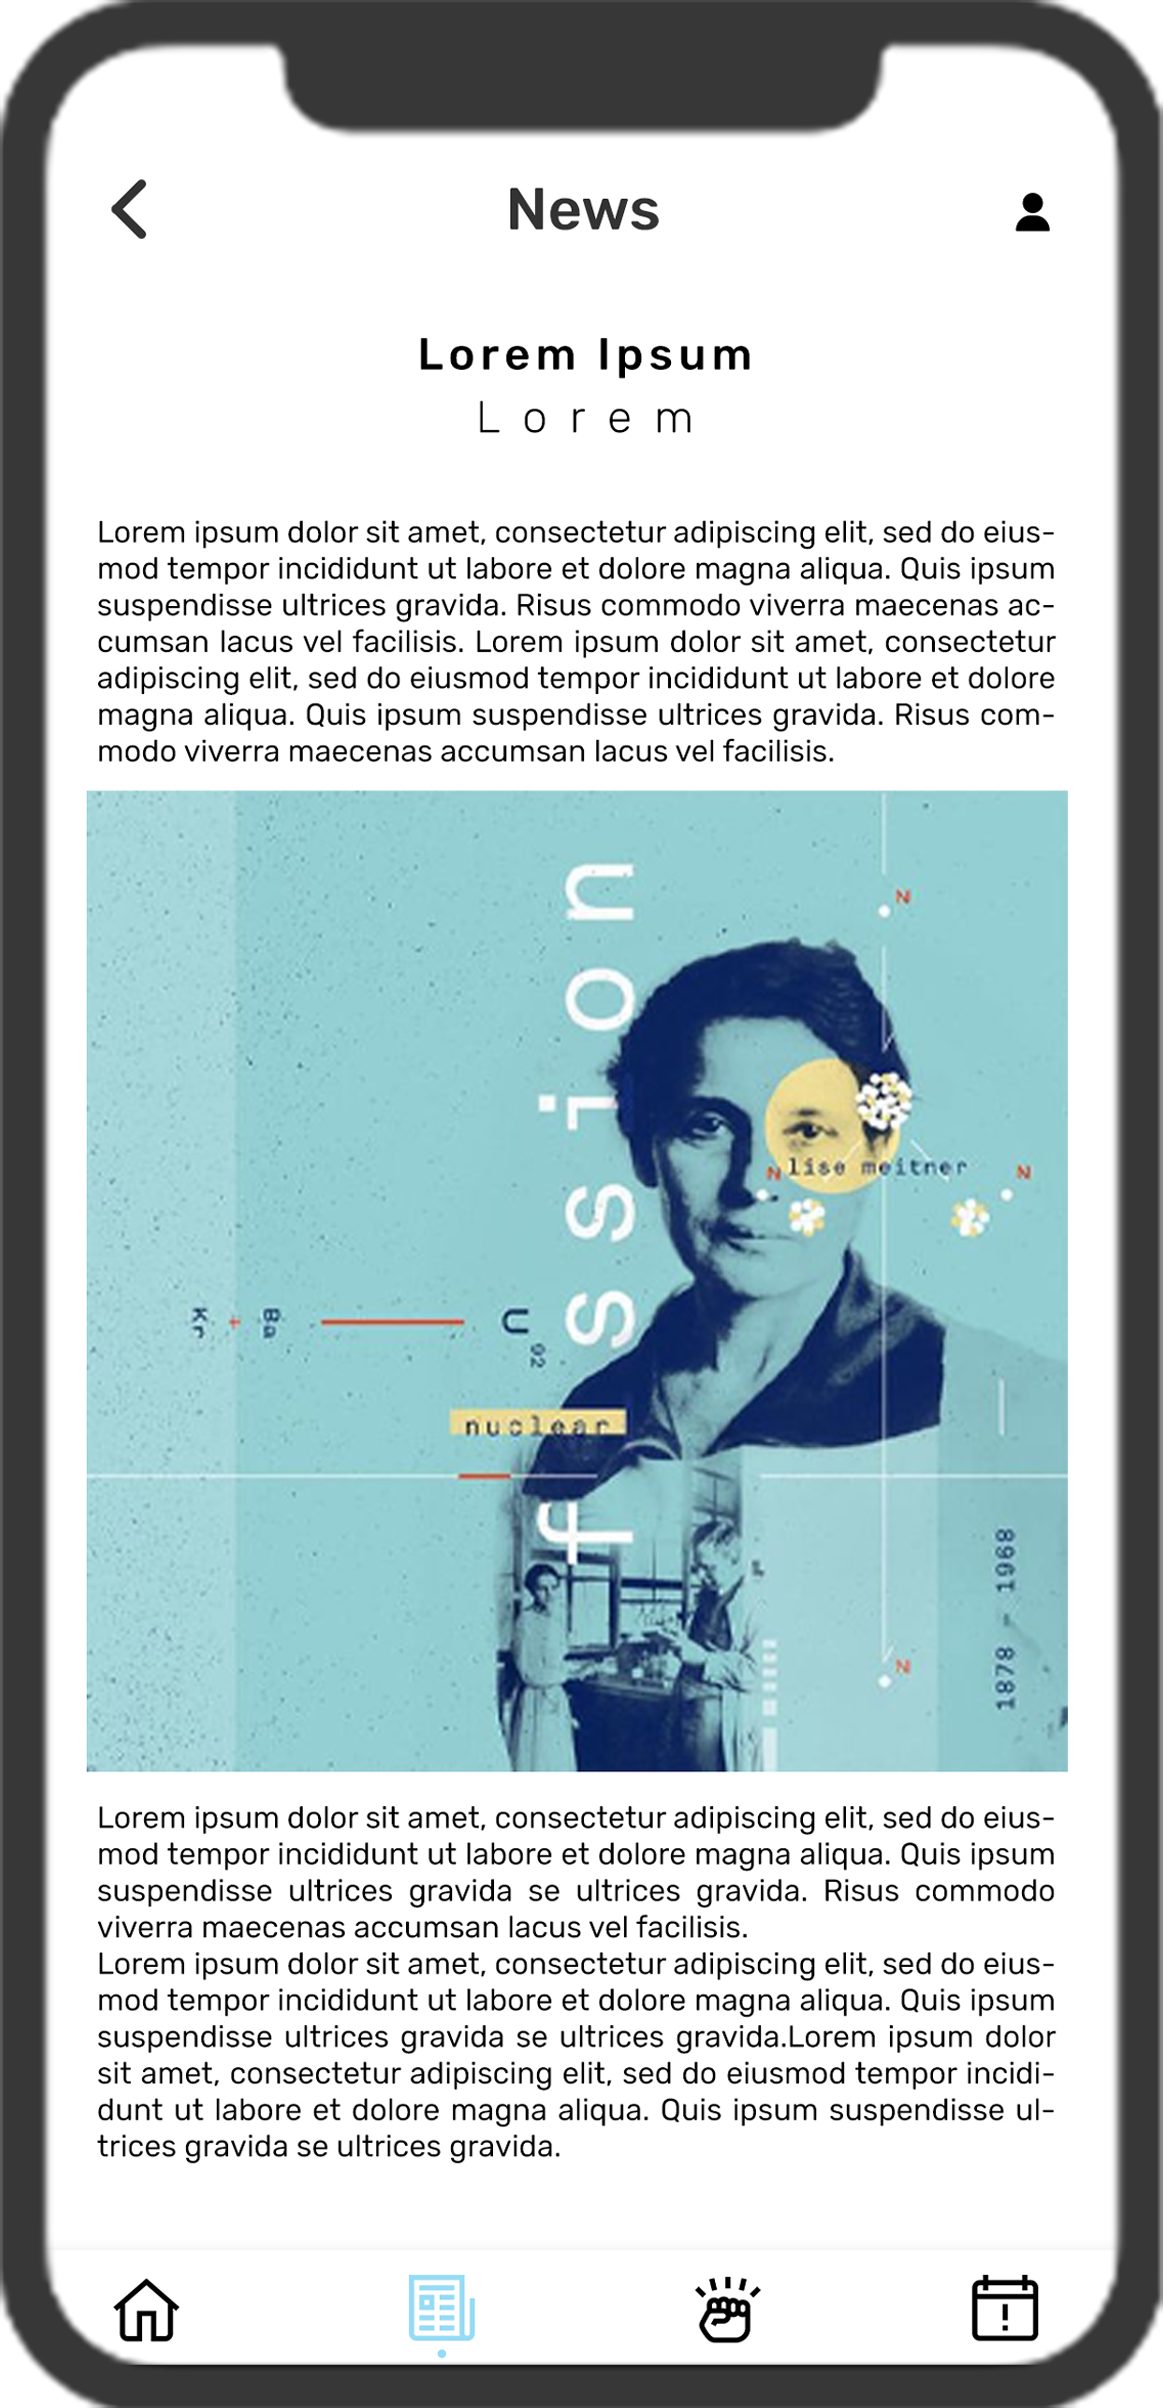 News
Lorem Ipsum
Lorem
Lorem ipsum dolor sit amet, consectetur adipiscing elit, sed do eius-
mod tempor incididunt ut labore et dolore magna aliqua. Quis ipsum
suspendisse ultrices gravida. Risus commodo viverra maecenas ac-
cumsan lacus vel facilisis. Lorem ipsum dolor sit amet, consectetur
adipiscing elit, sed do eiusmod tempor incididunt ut labore et dolore
magna aliqua. Quis ipsum suspendisse ultrices gravida. Risus com-
modo viverra maecenas accumsan lacus vel facilisis.
fission
N
lise meitner
N
N
Kr + Ba
U
92
nuclear
1878 - 1968
N
Lorem ipsum dolor sit amet, consectetur adipiscing elit, sed do eius-
mod tempor incididunt ut labore et dolore magna aliqua. Quis ipsum
suspendisse ultrices gravida se ultrices gravida. Risus commodo
viverra maecenas accumsan lacus vel facilisis.
Lorem ipsum dolor sit amet, consectetur adipiscing elit, sed do eius-
mod tempor incididunt ut labore et dolore magna aliqua. Quis ipsum
suspendisse ultrices gravida se ultrices gravida.Lorem ipsum dolor
sit amet, consectetur adipiscing elit, sed do eiusmod tempor incidi-
dunt ut labore et dolore magna aliqua. Quis ipsum suspendisse ul-
trices gravida se ultrices gravida.